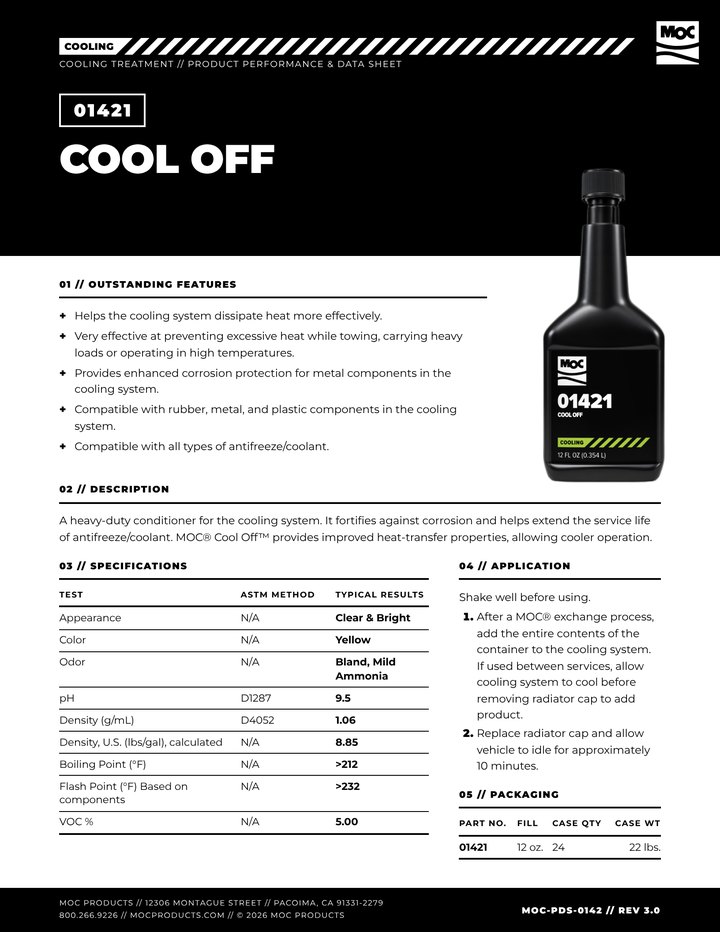 MOC
COOLING
COOLING TREATMENT // PRODUCT PERFORMANCE & DATA SHEET
01421
COOL OFF
01 // OUTSTANDING FEATURES
+ Helps the cooling system dissipate heat more effectively.
+ Very effective at preventing excessive heat while towing, carrying heavy
loads or operating in high temperatures.
+ Provides enhanced corrosion protection for metal components in the
cooling system.
+ Compatible with rubber, metal, and plastic components in the cooling
system.
+ Compatible with all types of antifreeze/coolant.
MOC
01421
COOL OFF
COOLING
12 FL OZ (0.354 L)
02 // DESCRIPTION
A heavy-duty conditioner for the cooling system. It fortifies against corrosion and helps extend the service life
of antifreeze/coolant. MOC® Cool Off™ provides improved heat-transfer properties, allowing cooler operation.
03 // SPECIFICATIONS
TEST ASTM METHOD TYPICAL RESULTS
Appearance N/A Clear & Bright
Color N/A Yellow
Odor N/A Bland, Mild
Ammonia
pH D1287 9.5
Density (g/mL) D4052 1.06
Density, U.S. (lbs/gal), calculated N/A 8.85
Boiling Point (°F) N/A >212
Flash Point (°F) Based on N/A >232
components
VOC % N/A 5.00
04 // APPLICATION
Shake well before using.
1. After a MOC® exchange process,
add the entire contents of the
container to the cooling system.
If used between services, allow
cooling system to cool before
removing radiator cap to add
product.
2. Replace radiator cap and allow
vehicle to idle for approximately
10 minutes.
05 // PACKAGING
PART NO. FILL CASE QTY CASE WT
01421 12 oz. 24 22 lbs.
MOC PRODUCTS // 12306 MONTAGUE STREET // PACOIMA, CA 91331-2279
800.266.9226 // MOCPRODUCTS.COM // © 2026 MOC PRODUCTS
MOC-PDS-0142 // REV 3.0